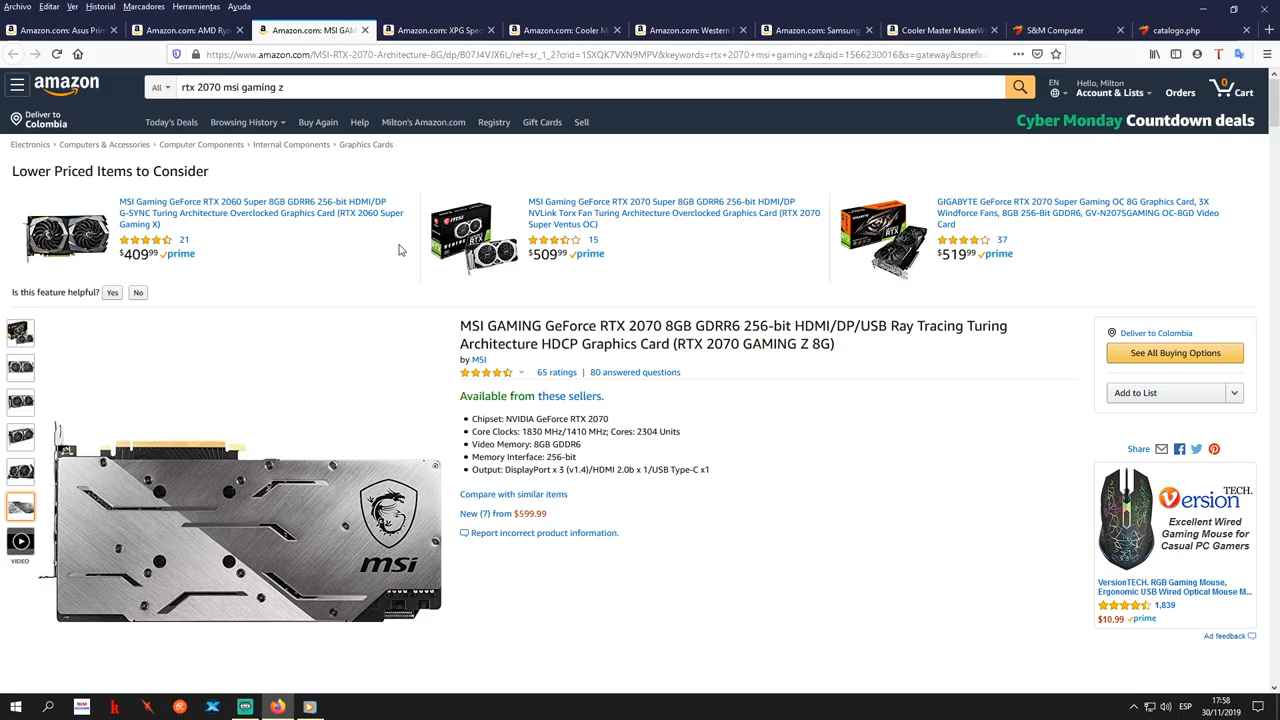 Archivo Editar Ver Historial Marcadores Herramientas Ayuda
Amazon.com: Asus Prim
Amazon.com: AMD Ryz
Amazon.com: MSI GAM
Amazon.com: XPG Spec
Amazon.com: Cooler M
Amazon.com: Western
Amazon.com: Samsung
Cooler Master MasterWa
S&M Computer
catalogo.php
https://www.amazon.com/MSI-RTX-2070-Architecture-8G/dp/B07J4VJX6L/ref=sr_1_2?crid=1SXQK7VXN9MPV&keywords=rtx+2070+msi+gaming+z&qid=1566230016&s=gateway&sprefix=
amazon
All
rtx 2070 msi gaming z
EN
Hello, Milton
Account & Lists
Orders
0
Cart
Deliver to
Colombia
Today's Deals Browsing History Buy Again Help Milton's Amazon.com Registry Gift Cards Sell
Cyber Monday Countdown deals
Electronics › Computers & Accessories › Computer Components › Internal Components › Graphics Cards
Lower Priced Items to Consider
MSI Gaming GeForce RTX 2060 Super 8GB GDRR6 256-bit HDMI/DP
G-SYNC Turing Architecture Overclocked Graphics Card (RTX 2060 Super
Gaming X)
21
$409⁹⁹ prime
MSI Gaming GeForce RTX 2070 Super 8GB GDRR6 256-bit HDMI/DP
NVLink Torx Fan Turing Architecture Overclocked Graphics Card (RTX 2070
Super Ventus OC)
15
$509⁹⁹ prime
GIGABYTE GeForce RTX 2070 Super Gaming OC 8G Graphics Card, 3X
Windforce Fans, 8GB 256-Bit GDDR6, GV-N207SGAMING OC-8GD Video
Card
37
$519⁹⁹ prime
Is this feature helpful? Yes No
MSI GAMING GeForce RTX 2070 8GB GDRR6 256-bit HDMI/DP/USB Ray Tracing Turing
Architecture HDCP Graphics Card (RTX 2070 GAMING Z 8G)
by MSI
65 ratings | 80 answered questions
Available from these sellers.
Chipset: NVIDIA GeForce RTX 2070
Core Clocks: 1830 MHz/1410 MHz; Cores: 2304 Units
Video Memory: 8GB GDDR6
Memory Interface: 256-bit
Output: DisplayPort x 3 (v1.4)/HDMI 2.0b x 1/USB Type-C x1
Compare with similar items
New (7) from $599.99
Report incorrect product information.
VIDEO
msi
Deliver to Colombia
See All Buying Options
Add to List
Share
Version TECH.
Excellent Wired
Gaming Mouse for
Casual PC Gamers
VersionTECH. RGB Gaming Mouse,
Ergonomic USB Wired Optical Mouse M...
1,839
$10.99 prime
Ad feedback
ESP
17:58
30/11/2019